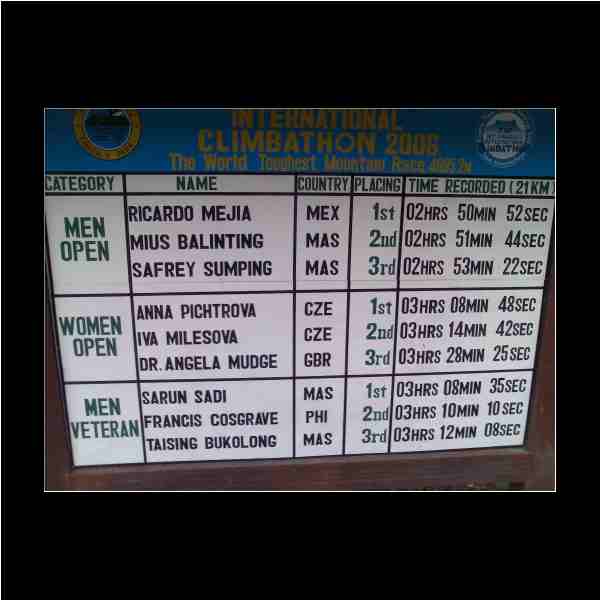 INTERNATIONAL
CLIMBATHON 2006
The World Toughest Mountain Race 4095.2M
CATEGORY NAME COUNTRY PLACING TIME RECORDED (21KM)
MEN OPEN
RICARDO MEJIA MEX 1st 02HRS 50MIN 52SEC
MIUS BALINTING MAS 2nd 02HRS 51MIN 44SEC
SAFREY SUMPING MAS 3rd 02HRS 53MIN 22SEC
WOMEN OPEN
ANNA PICHTROVA CZE 1st 03HRS 08MIN 48SEC
IVA MILESOVA CZE 2nd 03HRS 14MIN 42SEC
DR. ANGELA MUDGE GBR 3rd 03HRS 28MIN 25SEC
MEN VETERAN
SARUN SADI MAS 1st 03HRS 08MIN 35SEC
FRANCIS COSGRAVE PHI 2nd 03HRS 10MIN 10SEC
TAISING BUKOLONG MAS 3rd 03HRS 12MIN 08SEC